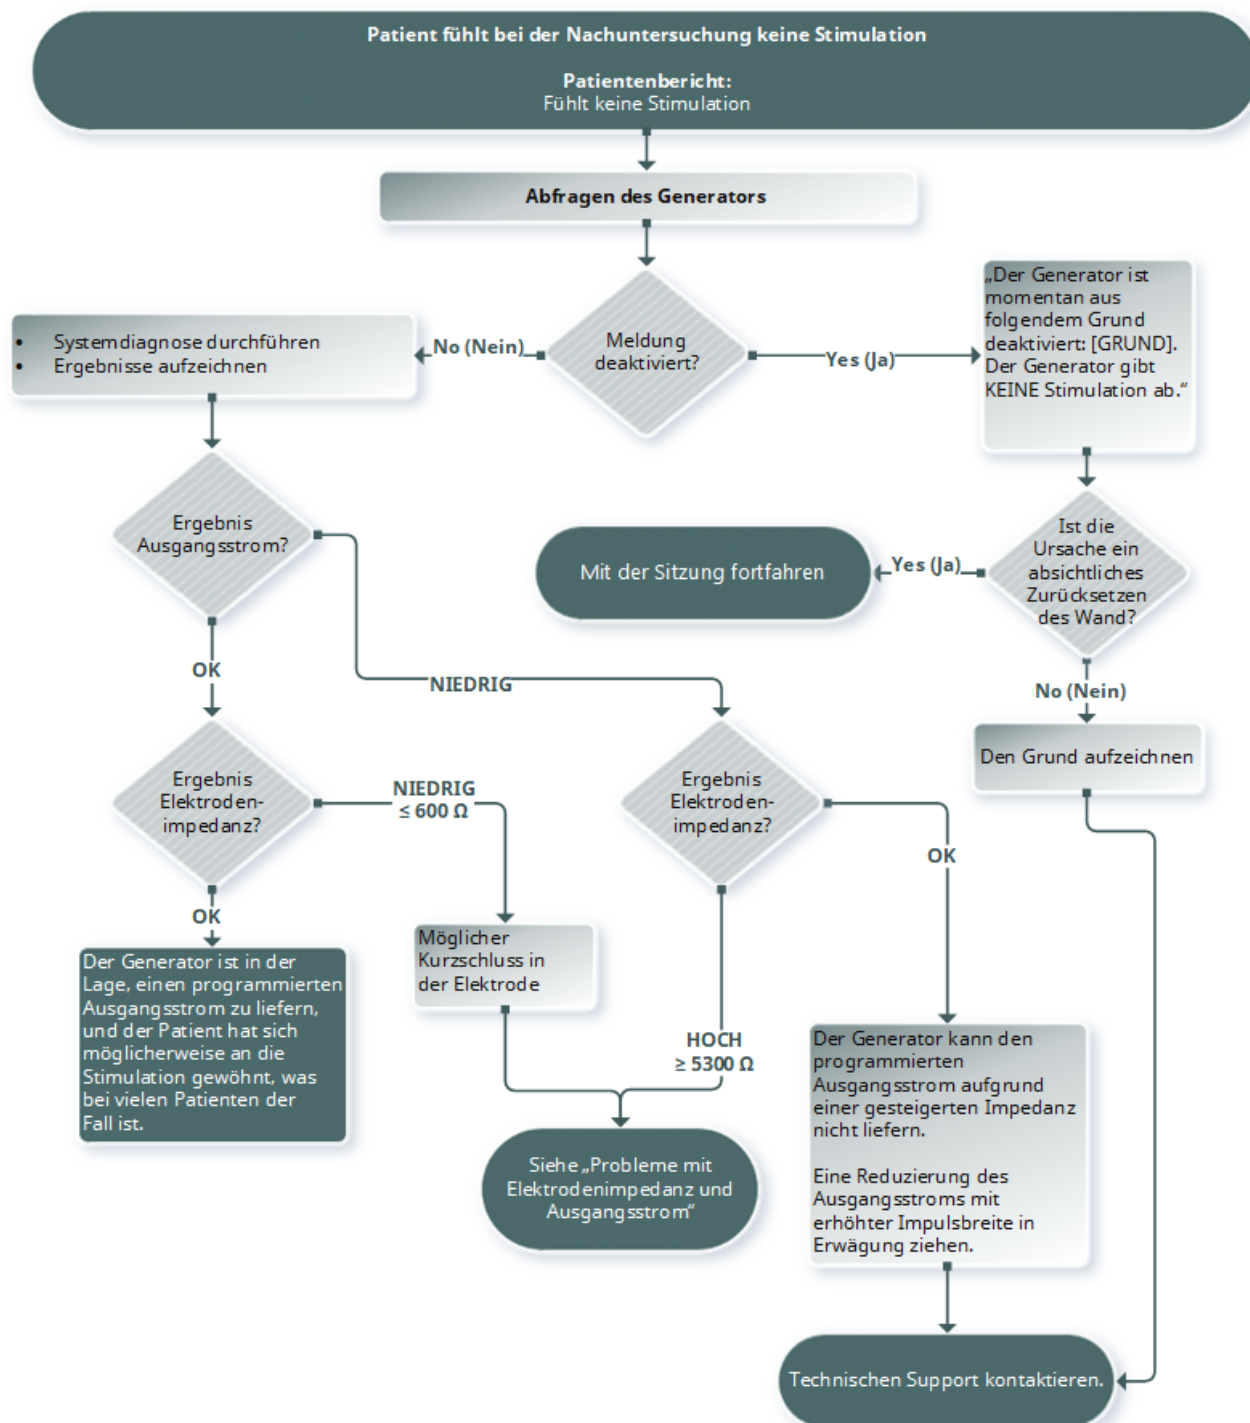 Patient fühlt bei der Nachuntersuchung keine Stimulation
Patientenbericht:
Fühlt keine Stimulation
Abfragen des Generators
Meldung
deaktiviert?
No (Nein)
Yes (Ja)
• Systemdiagnose durchführen
• Ergebnisse aufzeichnen
„Der Generator ist
momentan aus
folgendem Grund
deaktiviert: [GRUND].
Der Generator gibt
KEINE Stimulation ab.“
Ergebnis
Ausgangsstrom?
Ist die
Ursache ein
absichtliches
Zurücksetzen
des Wand?
Yes (Ja)
Mit der Sitzung fortfahren
OK
NIEDRIG
No (Nein)
Den Grund aufzeichnen
Ergebnis
Elektroden-
impedanz?
NIEDRIG
≤ 600 Ω
Ergebnis
Elektroden-
impedanz?
OK
OK
Der Generator ist in der
Lage, einen programmierten
Ausgangsstrom zu liefern,
und der Patient hat sich
möglicherweise an die
Stimulation gewöhnt, was
bei vielen Patienten der
Fall ist.
Möglicher
Kurzschluss in
der Elektrode
HOCH
≥ 5300 Ω
Der Generator kann den
programmierten
Ausgangsstrom aufgrund
einer gesteigerten Impedanz
nicht liefern.
Eine Reduzierung des
Ausgangsstroms mit
erhöhter Impulsbreite in
Erwägung ziehen.
Siehe „Probleme mit
Elektrodenimpedanz und
Ausgangsstrom“
Technischen Support kontaktieren.